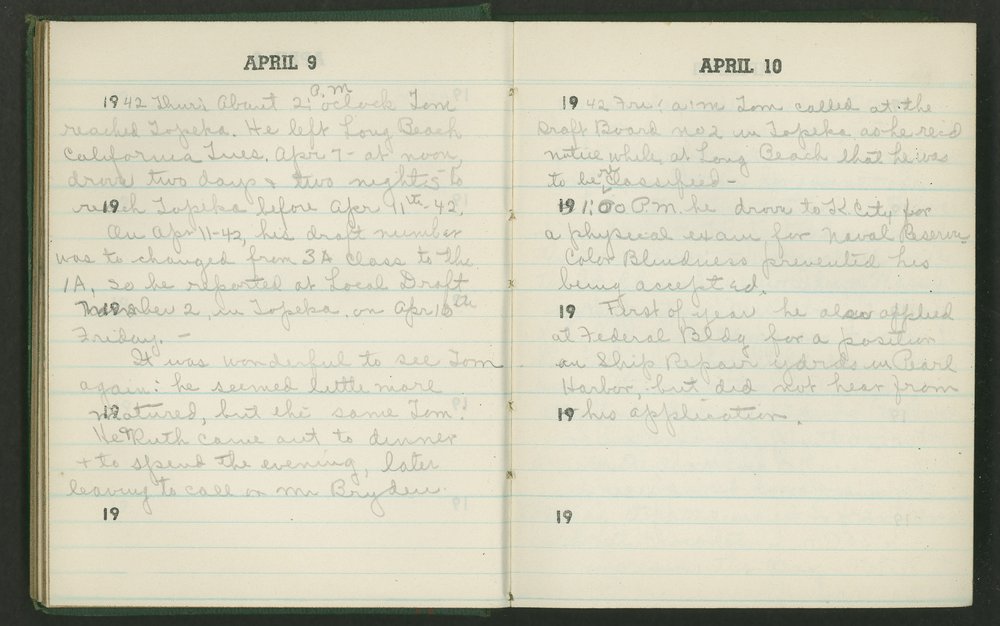 APRIL 9
P.M
1942 Thurs About 2 o'clock Tom
reached Topeka. He left Long Beach
California Tues, Apr 7- at noon,
drove two days & two nights to
19
reach Topeka before Apr 11th-42,
On Apr 11-42, his draft number
was to changed from 3A class to the
1A, so he reported at Local Draft
19
Number 2, in Topeka, on Apr 10th
Friday. -
It was wonderful to see Tom
again: he seemed little more
19
matured, but the same Tom!
He & Ruth came out to dinner
+ to spend the evening, later
leaving to call on Mr Bryden.
19
APRIL 10
1942 Fri: a.m Tom called at the
Draft Board no 2 in Topeka, as he rec'd
notice while at Long Beach that he was
to be reclassified -
19 1:00 P.M. he drove to K City for
a physical exam, for Naval Reserve
Color Blindness prevented his
being accepted.
19 First of year he also applied
at Federal Bldg for a position
on Ship Repair ydrds in Pearl
Harbor, but did not hear from
19 his application.
19